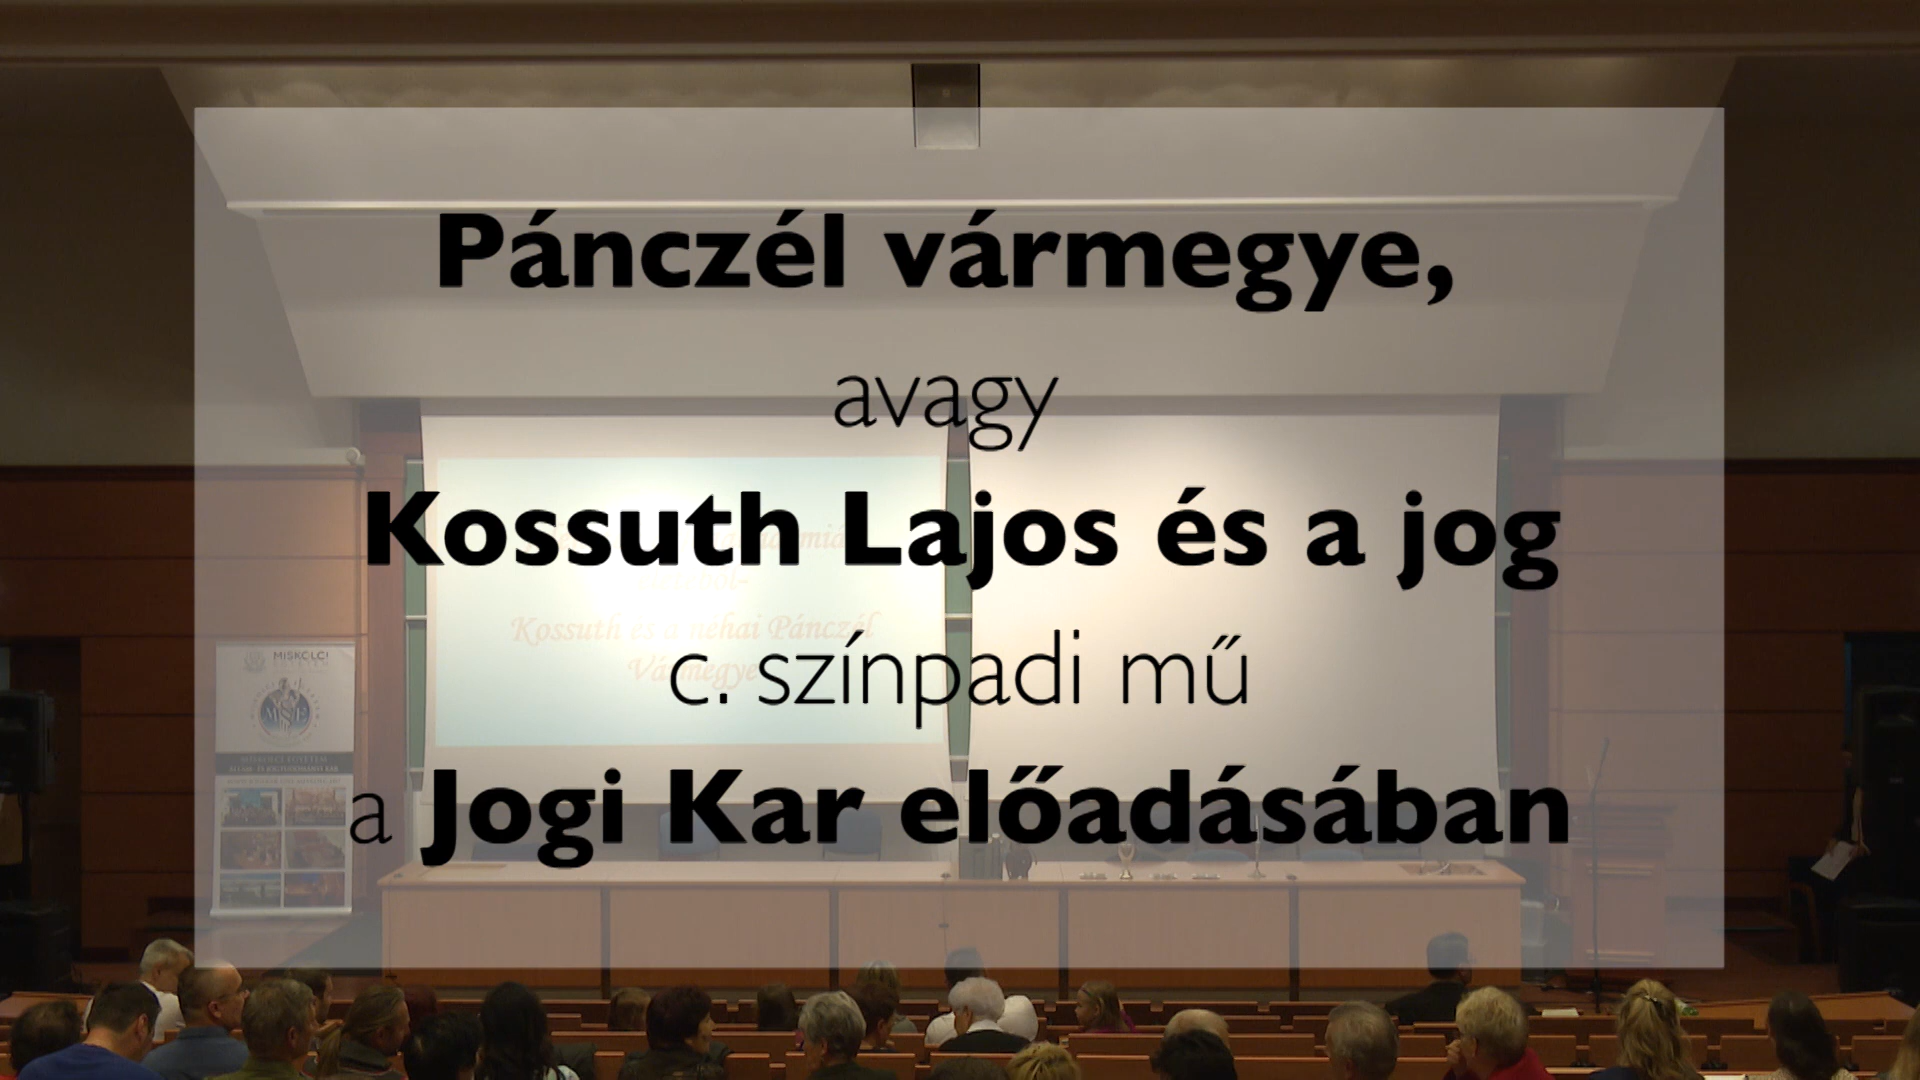 Pánczél vármegye,
avagy
Kossuth Lajos és a jog
c. színpadi mű
a Jogi Kar előadásában
Kossuth és a néhai Pánczél
Vármegye
MISKOLCI